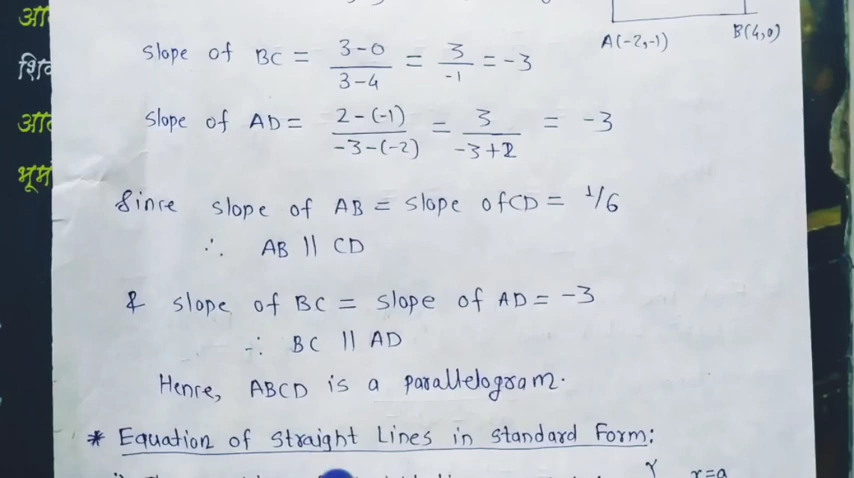 A(-2,-1) B(4,0)
Slope of BC = 3-0/3-4 = 3/-1 = -3
Slope of AD = 2-(-1)/-3-(-2) = 3/-3+2 = -3
Since slope of AB = slope of CD = 1/6
∴ AB || CD
& slope of BC = slope of AD = -3
∴ BC || AD
Hence, ABCD is a parallelogram.
* Equation of Straight Lines in Standard Form:
Y x=a